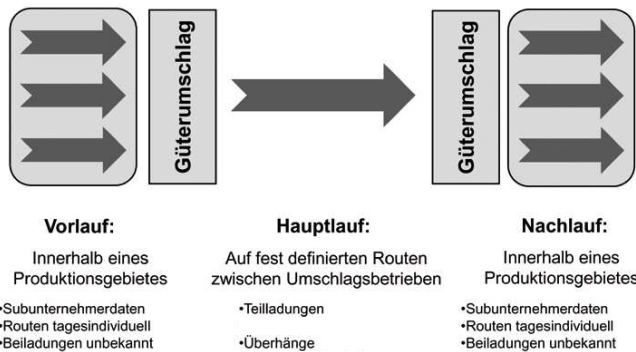 Güterumschlag
Güterumschlag
Vorlauf:
Innerhalb eines
Produktionsgebietes
•Subunternehmerdaten
•Routen tagesindividuell
•Beiladungen unbekannt
Hauptlauf:
Auf fest definierten Routen
zwischen Umschlagsbetrieben
•Teilladungen
•Überhänge
Nachlauf:
Innerhalb eines
Produktionsgebietes
•Subunternehmerdaten
•Routen tagesindividuell
•Beiladungen unbekannt